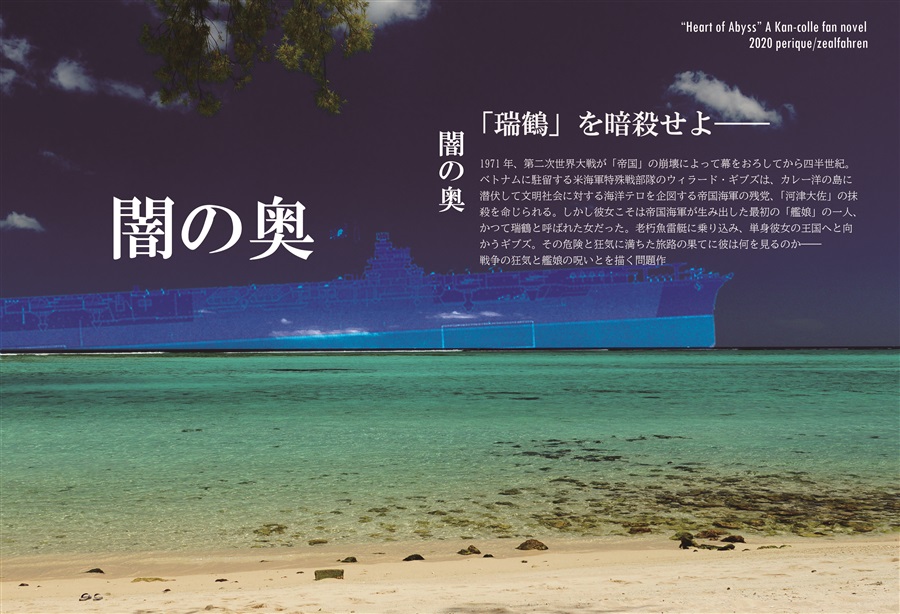 “Heart of Abyss” A Kan-colle fan novel
2020 perique/zealfahren
「瑞鶴」を暗殺せよ――
闇の奥
1971 年、第二次世界大戦が「帝国」の崩壊によって幕をおろしてから四半世紀。
ベトナムに駐留する米海軍特殊戦部隊のウィラード・ギブズは、カレー洋の島に
潜伏して文明社会に対する海洋テロを企図する帝国海軍の残党、「河津大佐」の抹
殺を命じられる。しかし彼女こそは帝国海軍が生み出した最初の「艦娘」の一人、
かつて瑞鶴と呼ばれた女だった。老朽魚雷艇に乗り込み、単身彼女の王国へと向
かうギブズ。その危険と狂気に満ちた旅路の果てに彼は何を見るのか――
戦争の狂気と艦娘の呪いとを描く問題作
闇の奥